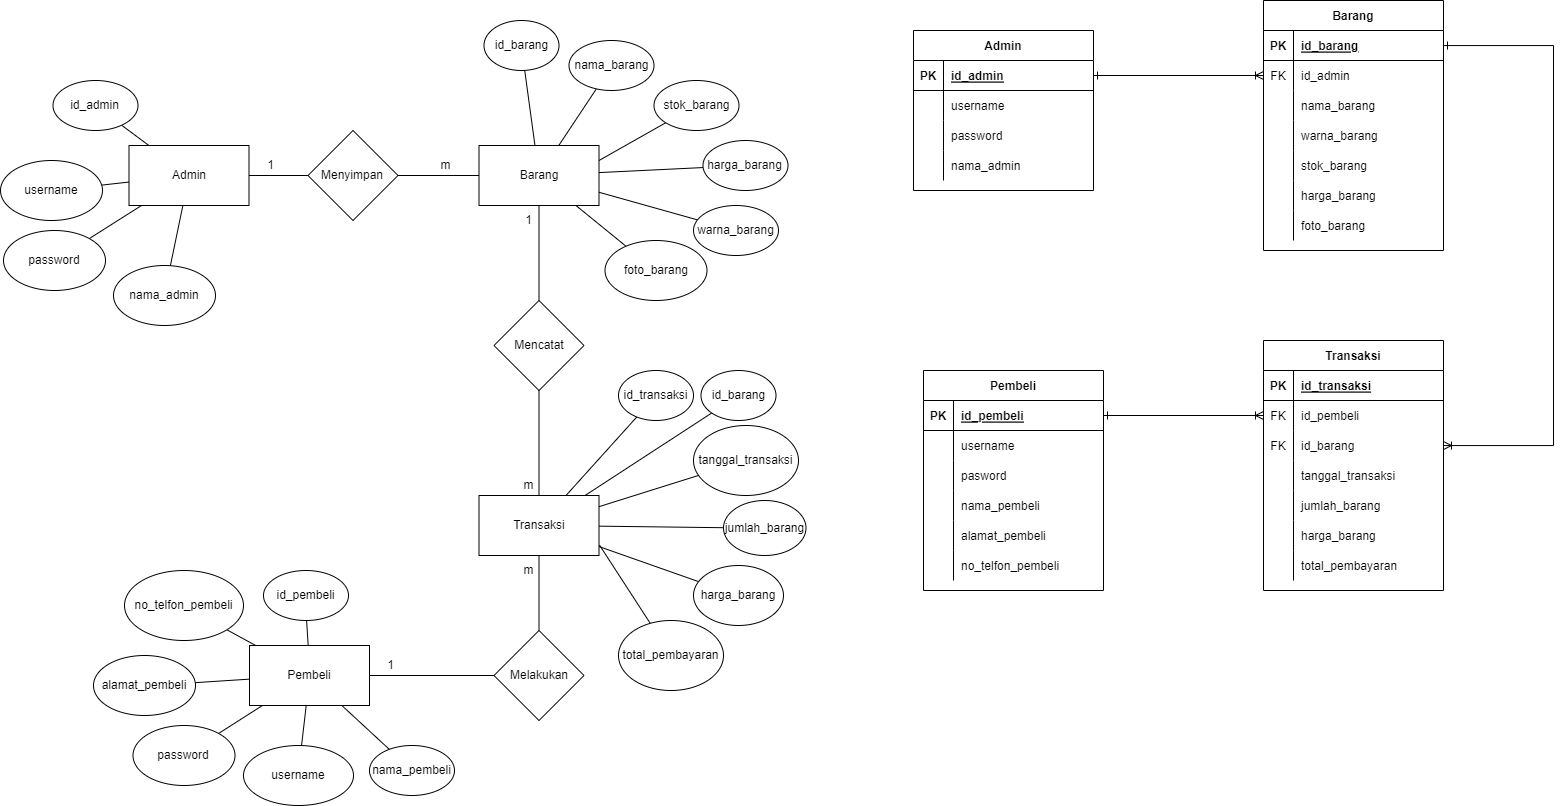 id_barang
nama_barang
id_admin
stok_barang
1
m
harga_barang
Admin
Menyimpan
Barang
username
1
warna_barang
password
foto_barang
nama_admin
Mencatat
id_transaksi
id_barang
tanggal_transaksi
m
Transaksi
jumlah_barang
m
harga_barang
no_telfon_pembeli
id_pembeli
total_pembayaran
1
Pembeli
Melakukan
alamat_pembeli
password
username
nama_pembeli
Admin
PK id_admin
username
password
nama_admin
Barang
PK id_barang
FK id_admin
nama_barang
warna_barang
stok_barang
harga_barang
foto_barang
Pembeli
PK id_pembeli
username
pasword
nama_pembeli
alamat_pembeli
no_telfon_pembeli
Transaksi
PK id_transaksi
FK id_pembeli
FK id_barang
tanggal_transaksi
jumlah_barang
harga_barang
total_pembayaran